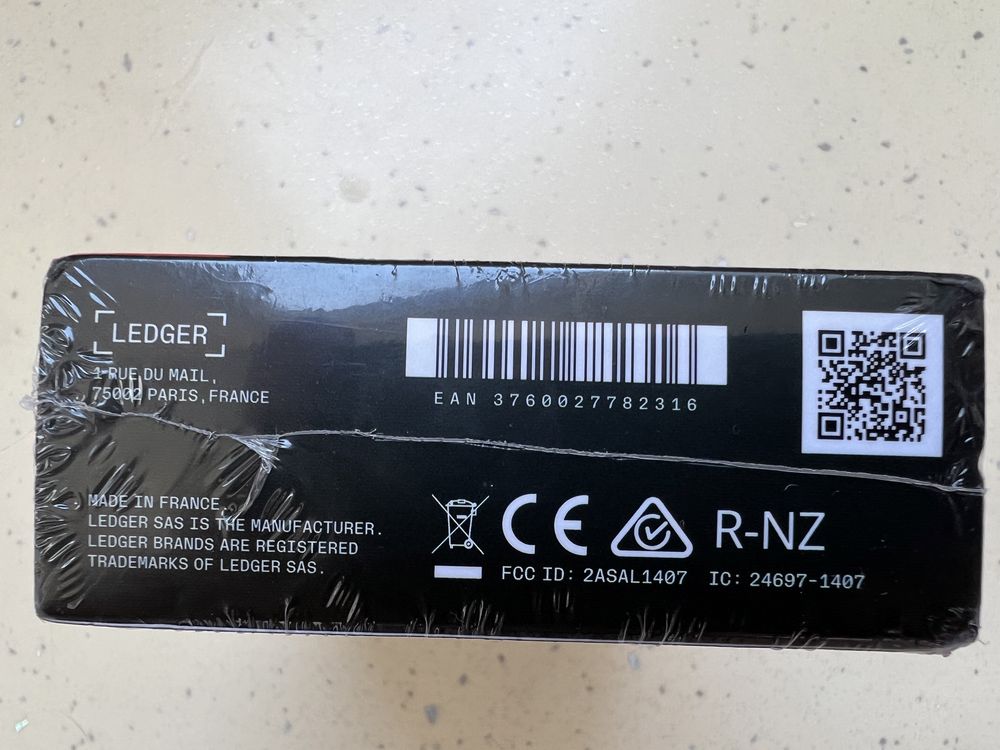 LEDGER
1 RUE DU MAIL,
75002 PARIS, FRANCE
EAN 3760027782316
MADE IN FRANCE.
LEDGER SAS IS THE MANUFACTURER.
LEDGER BRANDS ARE REGISTERED
TRADEMARKS OF LEDGER SAS.
CE R-NZ
FCC ID: 2ASAL1407 IC: 24697-1407